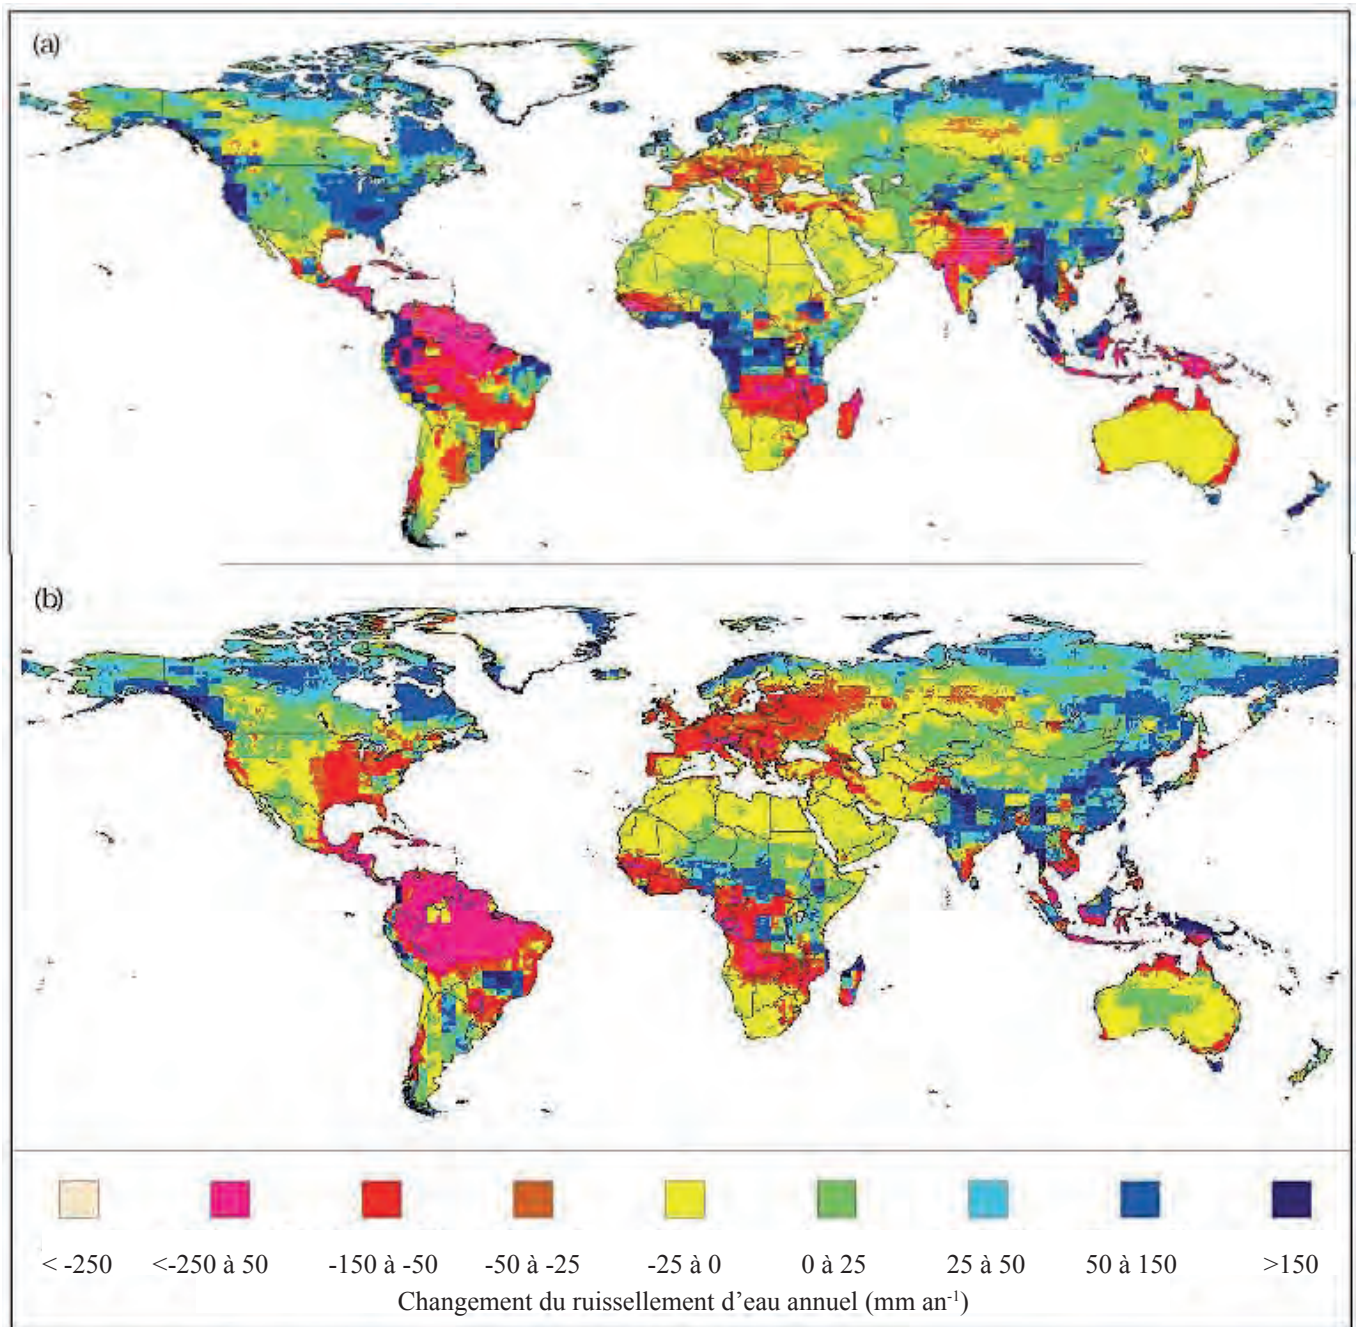 (a)
(b)
< -250 <-250 à 50 -150 à -50 -50 à -25 -25 à 0 0 à 25 25 à 50 50 à 150 >150
Changement du ruissellement d’eau annuel (mm an⁻¹)